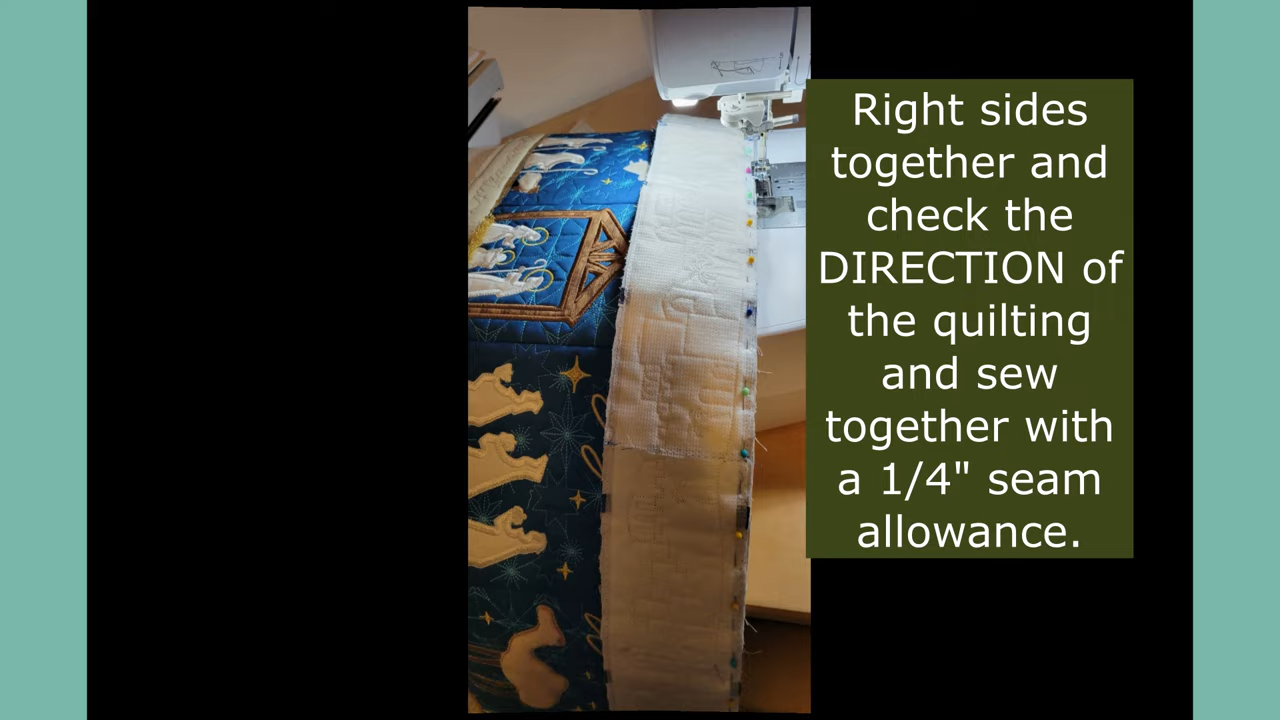 Right sides
together and
check the
DIRECTION of
the quilting
and sew
together with
a 1/4" seam
allowance.